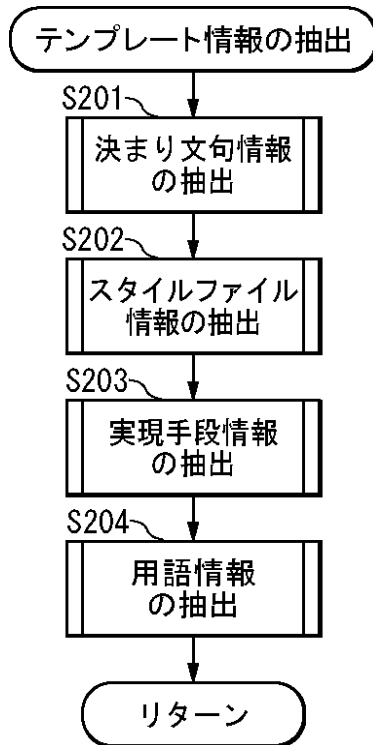 テンプレート情報の抽出
S201
決まり文句情報
の抽出
S202
スタイルファイル
情報の抽出
S203
実現手段情報
の抽出
S204
用語情報
の抽出
リターン